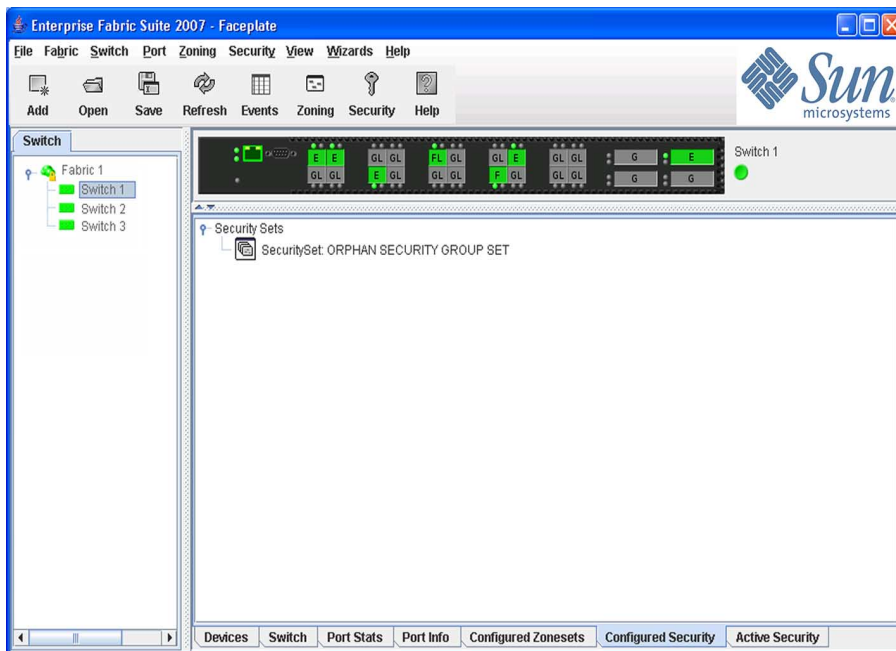 Enterprise Fabric Suite 2007 - Faceplate
File Fabric Switch Port Zoning Security View Wizards Help
Add Open Save Refresh Events Zoning Security Help
Sun
microsystems
Switch
Fabric 1
Switch 1
Switch 2
Switch 3
E E GL GL FL GL GL E GL GL G E
GL GL E GL GL GL F GL GL GL G G
Switch 1
Security Sets
SecuritySet: ORPHAN SECURITY GROUP SET
Devices Switch Port Stats Port Info Configured Zonesets Configured Security Active Security